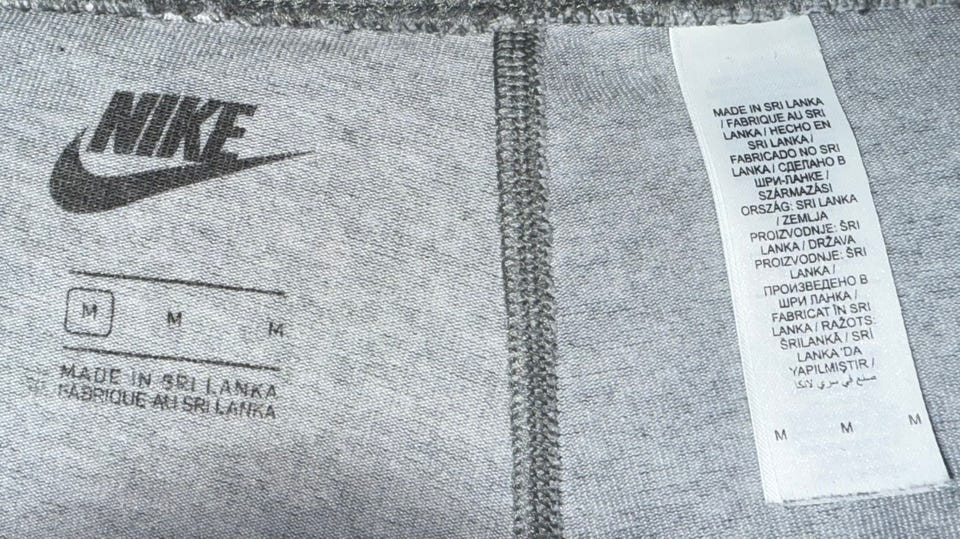 NIKE
M M M
MADE IN SRI LANKA
FABRIQUE AU SRI LANKA
MADE IN SRI LANKA
/ FABRIQUE AU SRI
LANKA / HECHO EN
SRI LANKA /
FABRICADO NO SRI
LANKA / СДЕЛАНО В
ШРИ-ЛАНКЕ /
SZÁRMAZÁSI
ORSZÁG: SRI LANKA
/ ZEMLJA
PROIZVODNJE: ŠRI
LANKA / DRŽAVA
PROIZVODNJE: ŠRI
LANKA /
ПРОИЗВЕДЕНО В
ШРИ ЛАНКА /
FABRICAT ÎN SRI
LANKA / RAŽOTS:
ŠRILANKĀ / SRİ
LANKA 'DA
YAPILMIŞTIR /
صنع في سري لانكا
M M M